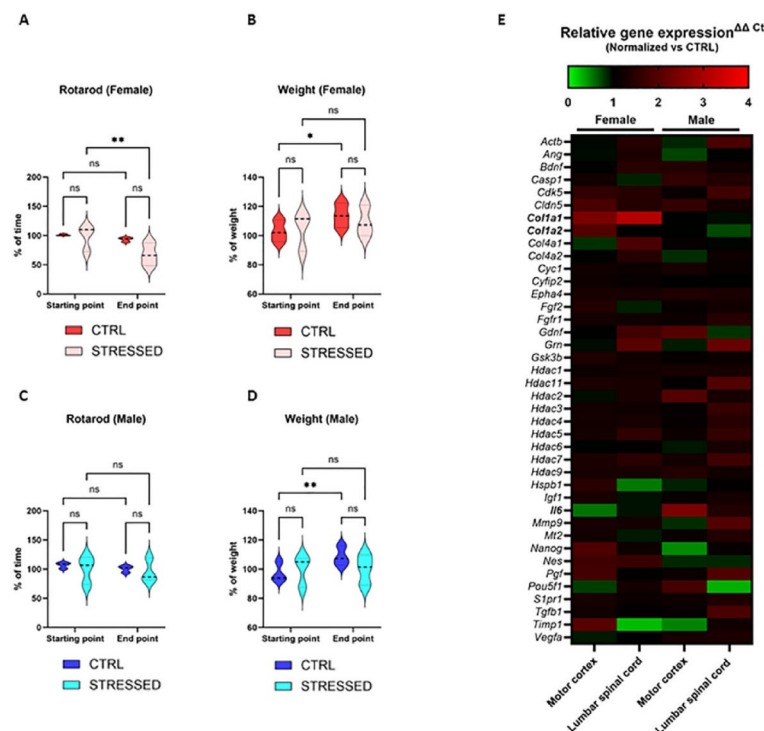 A
B
E
Relative gene expression^ΔΔ Ct
(Normalized vs CTRL)
0 1 2 3 4
Female Male
Rotarod (Female)
% of time
200
150
100
50
0
**
ns
ns
ns
Starting point End point
CTRL
STRESSED
Weight (Female)
% of weight
140
120
100
80
60
ns
*
ns
ns
Starting point End point
CTRL
STRESSED
C
D
Rotarod (Male)
% of time
200
150
100
50
0
ns
ns
ns
ns
Starting point End point
CTRL
STRESSED
Weight (Male)
% of weight
140
120
100
80
60
ns
**
ns
ns
Starting point End point
CTRL
STRESSED
Actb
Ang
Bdnf
Casp1
Cdk5
Cldn5
Col1a1
Col1a2
Col4a1
Col4a2
Cyc1
Cyfip2
Epha4
Fgf2
Fgfr1
Gdnf
Grn
Gsk3b
Hdac1
Hdac11
Hdac2
Hdac3
Hdac4
Hdac5
Hdac6
Hdac7
Hdac9
Hspb1
Igf1
Il6
Mmp9
Mt2
Nanog
Nes
Pgf
Pou5f1
S1pr1
Tgfb1
Timp1
Vegfa
Motor cortex
Lumbar spinal cord
Motor cortex
Lumbar spinal cord